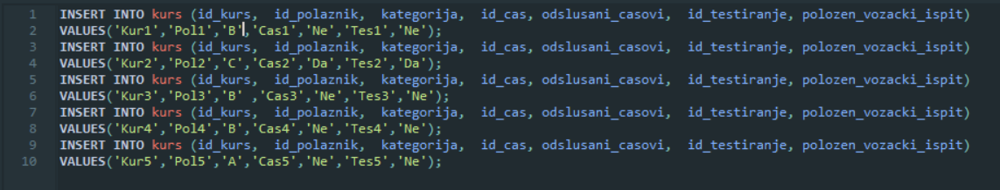 1 INSERT INTO kurs (id_kurs, id_polaznik, kategorija, id_cas, odslusani_casovi, id_testiranje, polozen_vozacki_ispit)
2 VALUES('Kur1','Pol1','B','Cas1','Ne','Tes1','Ne');
3 INSERT INTO kurs (id_kurs, id_polaznik, kategorija, id_cas, odslusani_casovi, id_testiranje, polozen_vozacki_ispit)
4 VALUES('Kur2','Pol2','C','Cas2','Da','Tes2','Da');
5 INSERT INTO kurs (id_kurs, id_polaznik, kategorija, id_cas, odslusani_casovi, id_testiranje, polozen_vozacki_ispit)
6 VALUES('Kur3','Pol3','B' ,'Cas3','Ne','Tes3','Ne');
7 INSERT INTO kurs (id_kurs, id_polaznik, kategorija, id_cas, odslusani_casovi, id_testiranje, polozen_vozacki_ispit)
8 VALUES('Kur4','Pol4','B','Cas4','Ne','Tes4','Ne');
9 INSERT INTO kurs (id_kurs, id_polaznik, kategorija, id_cas, odslusani_casovi, id_testiranje, polozen_vozacki_ispit)
10 VALUES('Kur5','Pol5','A','Cas5','Ne','Tes5','Ne');